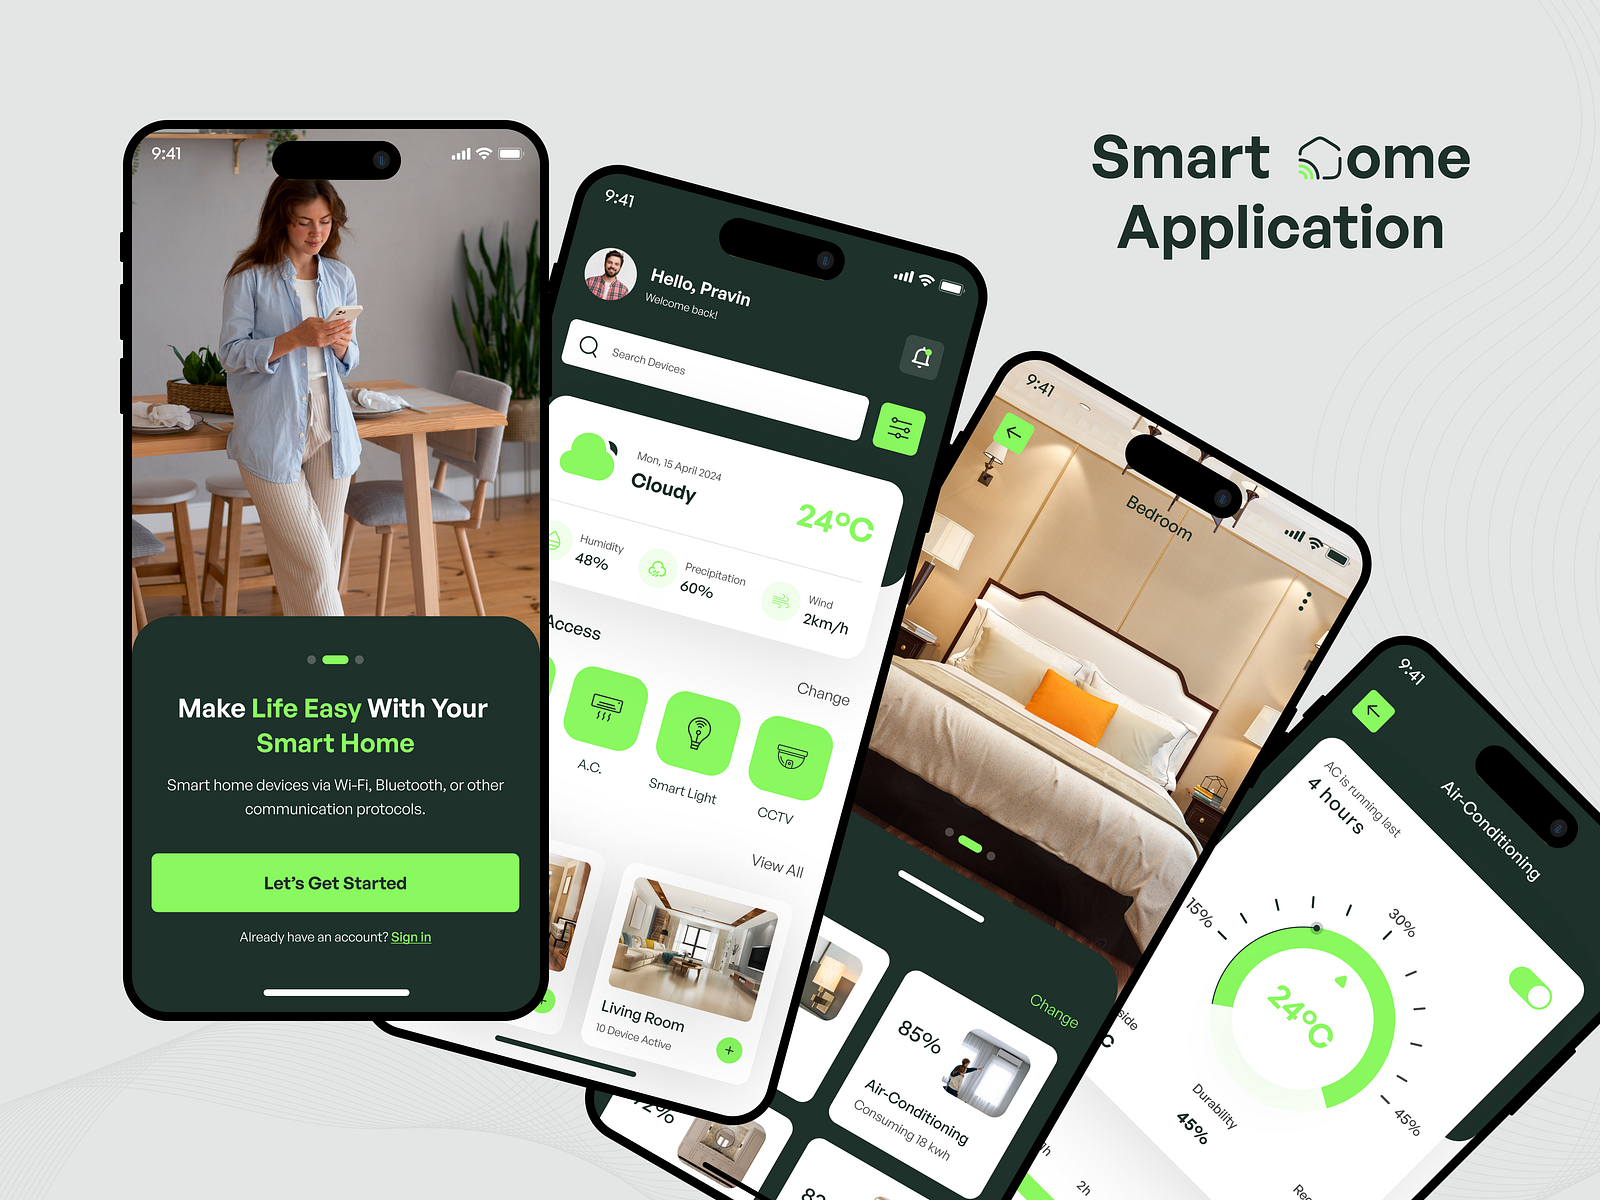 Smart ome
Application
9:41
Make Life Easy With Your
Smart Home
Smart home devices via Wi-Fi, Bluetooth, or other
communication protocols.
Let's Get Started
Already have an account? Sign in
9:41
Hello, Pravin
Welcome back!
Search Devices
Mon, 15 April 2024
Cloudy
24°C
Humidity
48%
Precipitation
60%
Wind
2km/h
Access
Change
A.C.
Smart Light
CCTV
View All
Living Room
10 Device Active
9:41
Bedroom
Change
85%
Air-Conditioning
Consuming 18 kwh
72%
9:41
Air-Conditioning
AC is running last
4 hours
15%
30%
24°C
45%
Durability
45%
2h